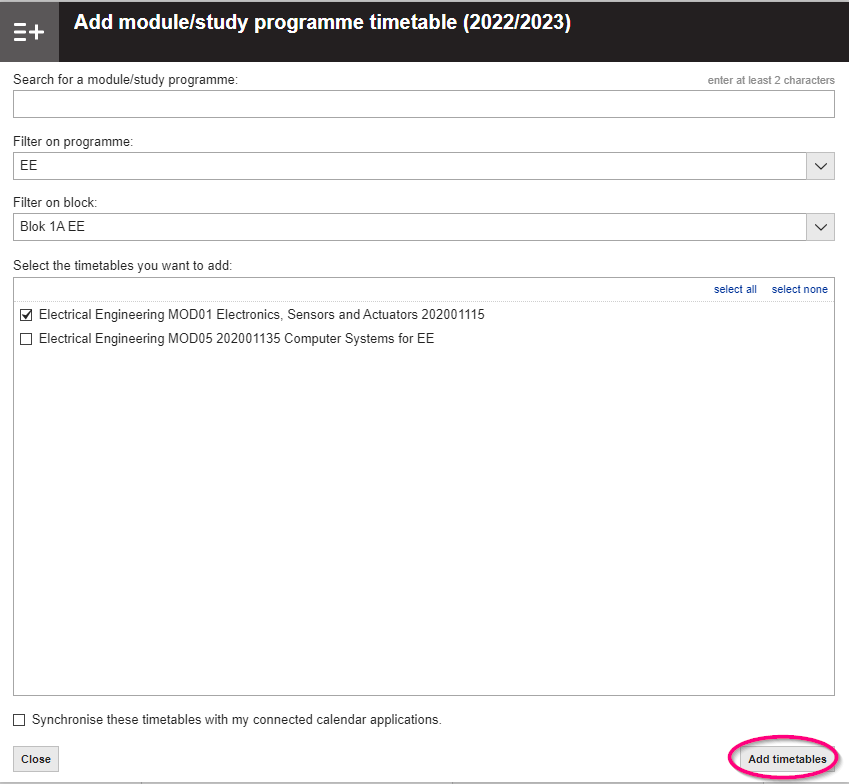 Add module/study programme timetable (2022/2023)
Search for a module/study programme:
enter at least 2 characters
Filter on programme:
EE
Filter on block:
Blok 1A EE
Select the timetables you want to add:
select all select none
Electrical Engineering MOD01 Electronics, Sensors and Actuators 202001115
Electrical Engineering MOD05 202001135 Computer Systems for EE
Synchronise these timetables with my connected calendar applications.
Close
Add timetables